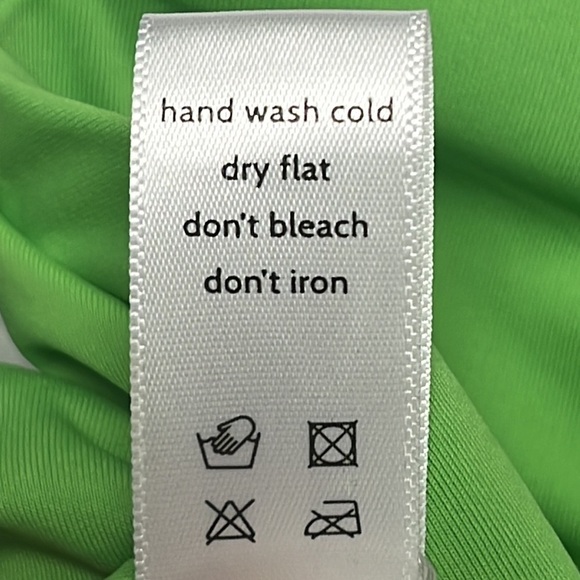 hand wash cold
dry flat
don't bleach
don't iron